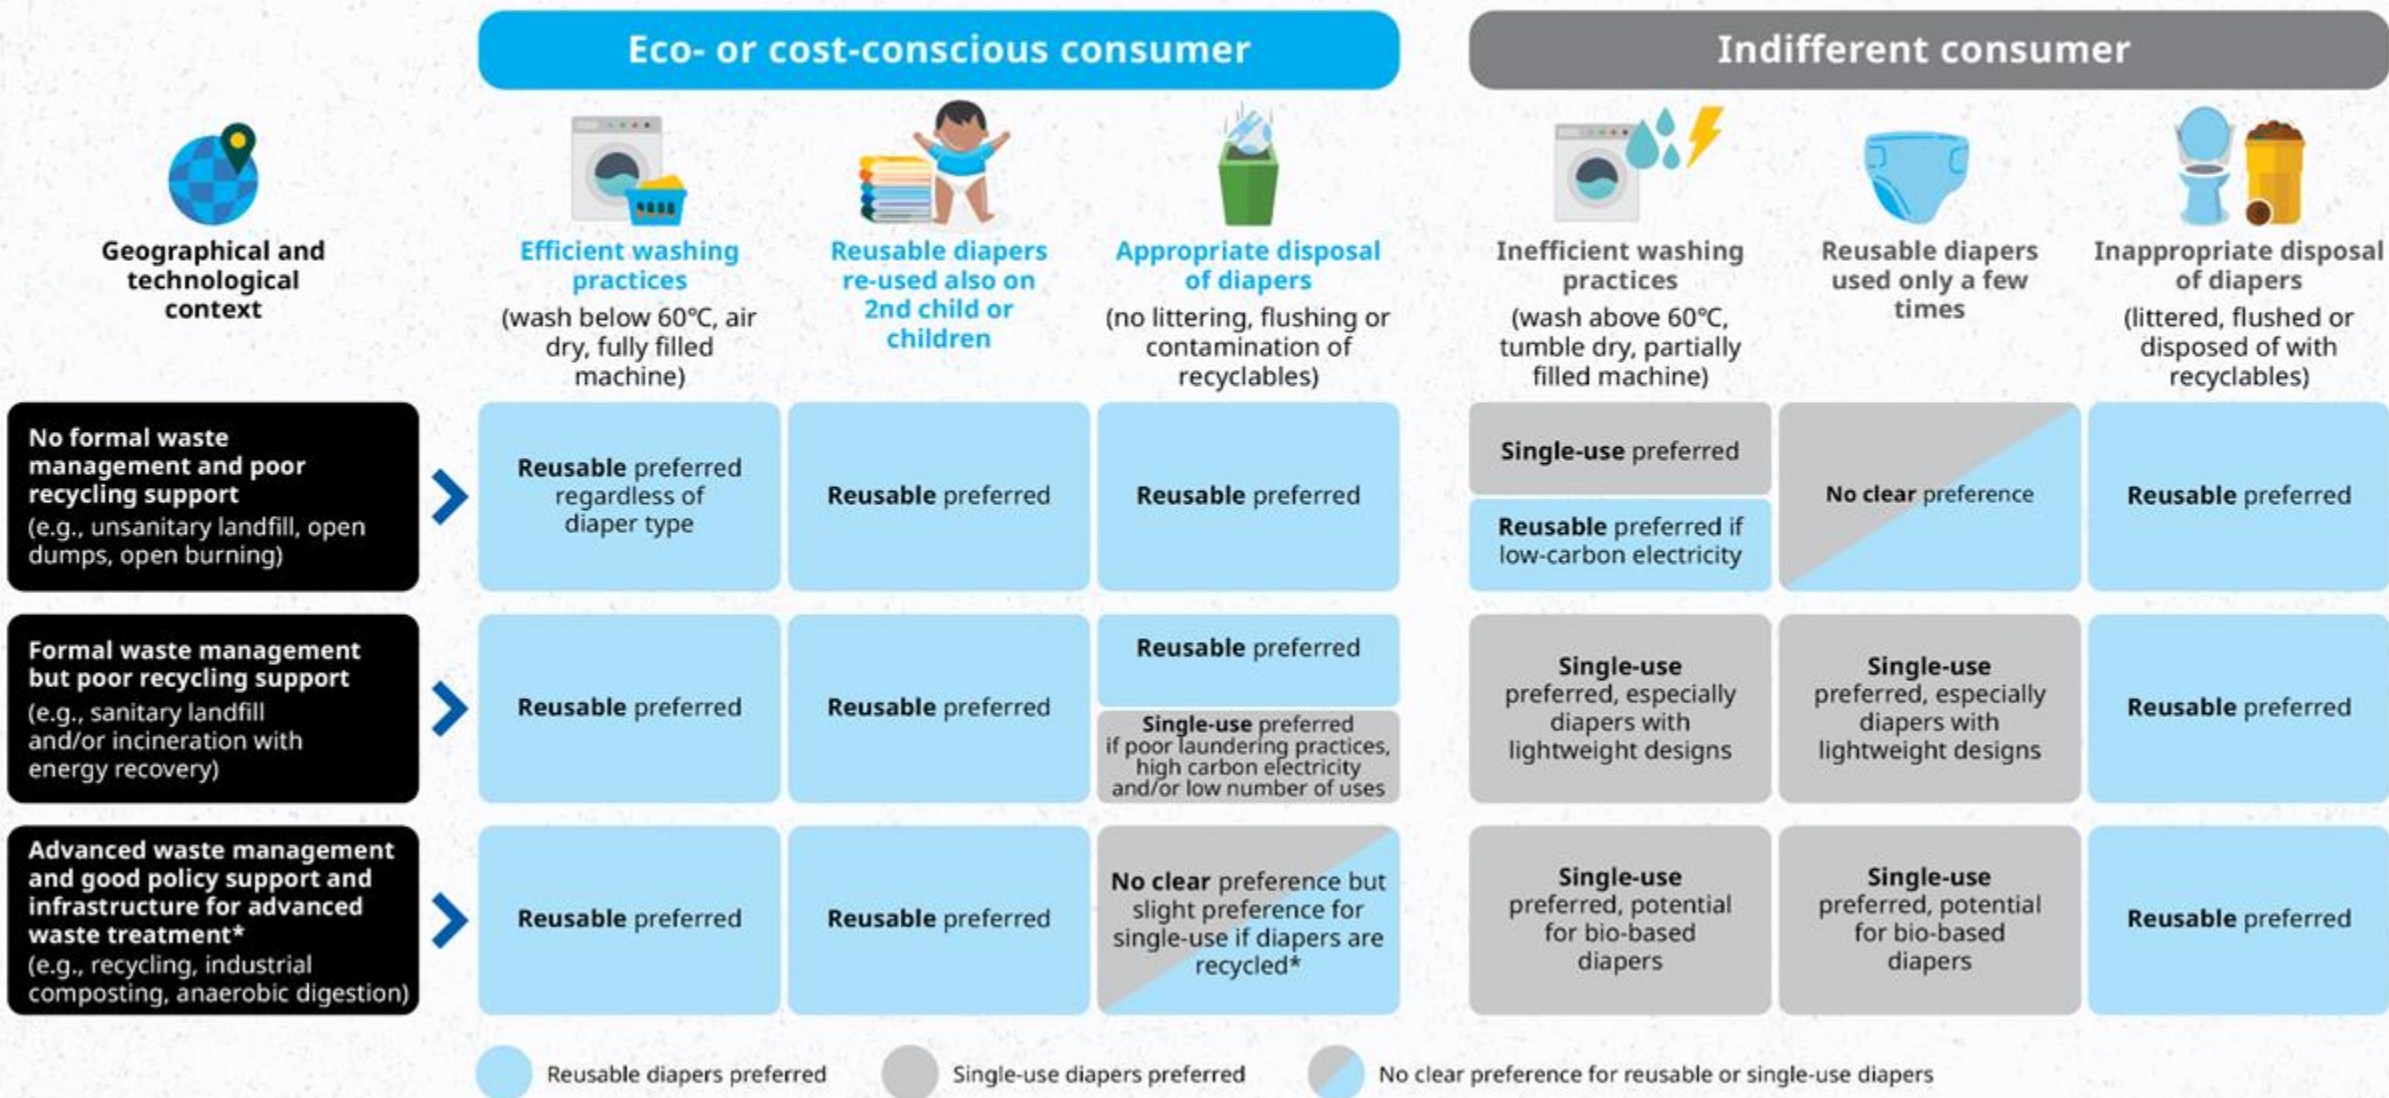 Eco- or cost-conscious consumer
Indifferent consumer
Geographical and
technological
context
Efficient washing
practices
(wash below 60℃, air
dry, fully filled
machine)
Reusable diapers
re-used also on
2nd child or
children
Appropriate disposal
of diapers
(no littering, flushing or
contamination of
recyclables)
Inefficient washing
practices
(wash above 60℃,
tumble dry, partially
filled machine)
Reusable diapers
used only a few
times
Inappropriate disposal
of diapers
(littered, flushed or
disposed of with
recyclables)
No formal waste
management and poor
recycling support
(e.g., unsanitary landfill, open
dumps, open burning)
Reusable preferred
regardless of
diaper type
Reusable preferred
Reusable preferred
Single-use preferred
Reusable preferred if
low-carbon electricity
No clear preference
Reusable preferred
Formal waste management
but poor recycling support
(e.g., sanitary landfill
and/or incineration with
energy recovery)
Reusable preferred
Reusable preferred
Reusable preferred
Single-use preferred
if poor laundering practices,
high carbon electricity
and/or low number of uses
Single-use
preferred, especially
diapers with
lightweight designs
Single-use
preferred, especially
diapers with
lightweight designs
Reusable preferred
Advanced waste management
and good policy support and
infrastructure for advanced
waste treatment*
(e.g., recycling, industrial
composting, anaerobic digestion)
Reusable preferred
Reusable preferred
No clear preference but
slight preference for
single-use if diapers are
recycled*
Single-use
preferred, potential
for bio-based
diapers
Single-use
preferred, potential
for bio-based
diapers
Reusable preferred
Reusable diapers preferred
Single-use diapers preferred
No clear preference for reusable or single-use diapers